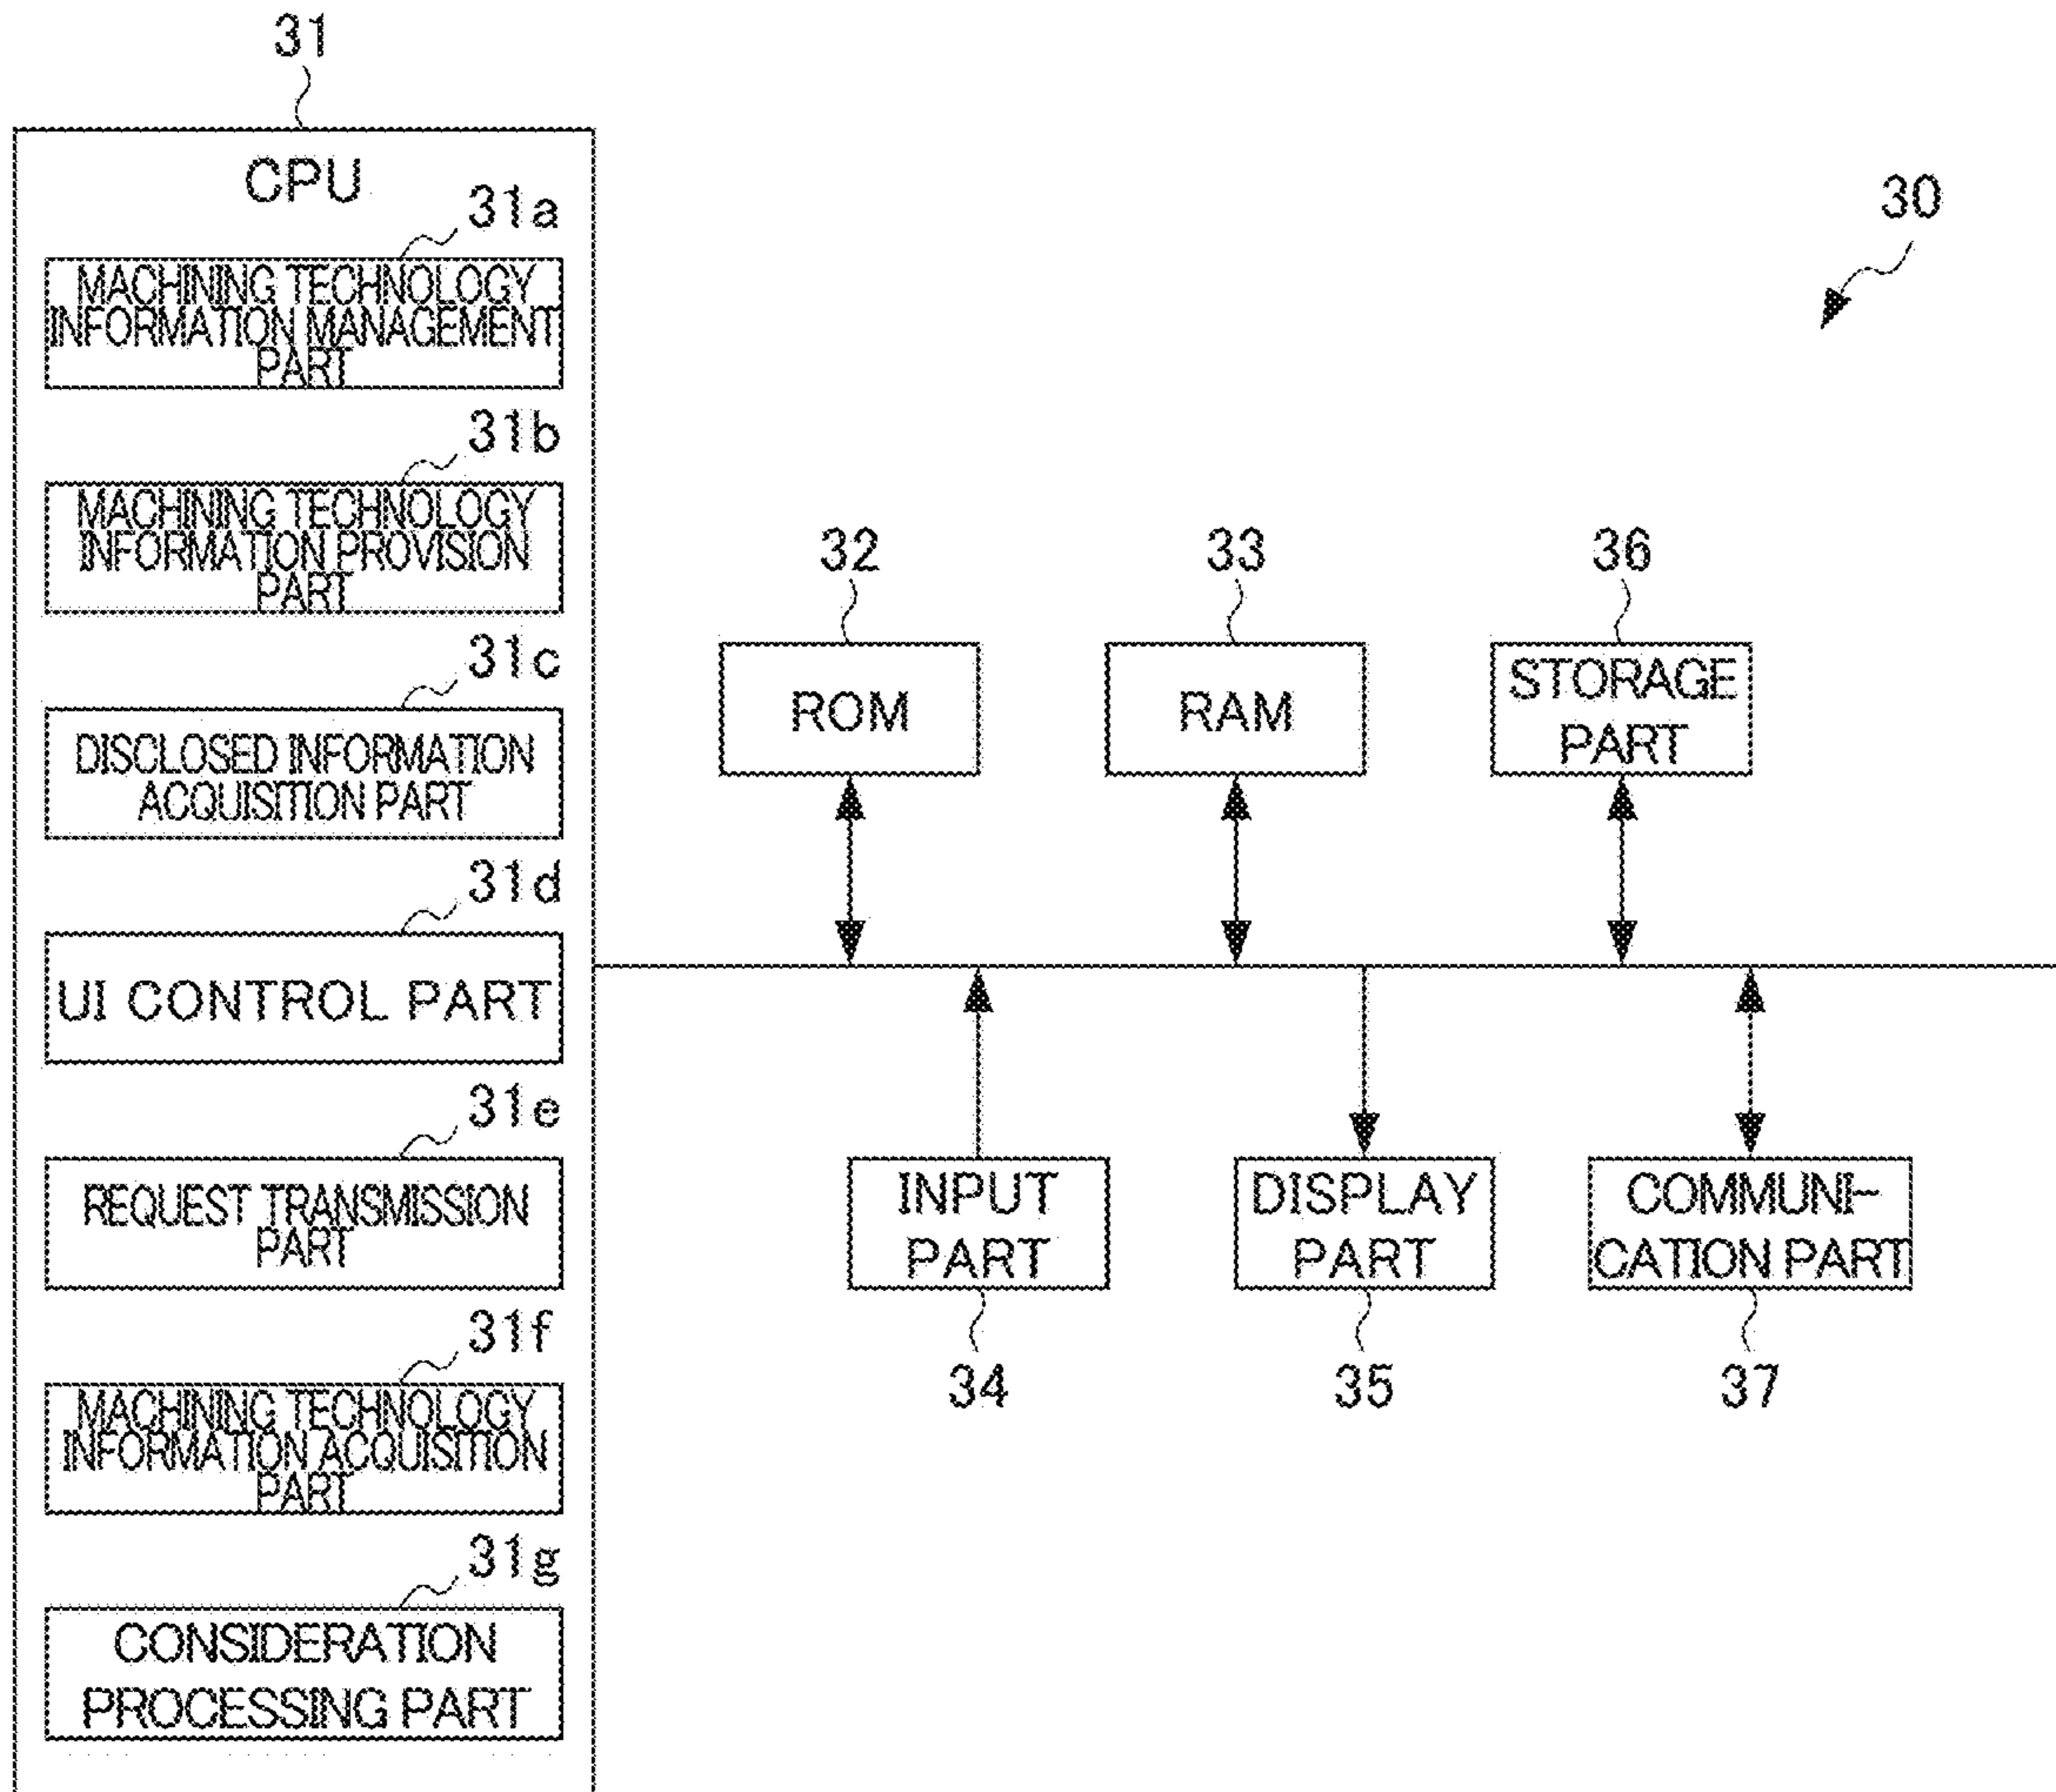 31
CPU
31a
MACHINING TECHNOLOGY
INFORMATION MANAGEMENT
PART
31b
MACHINING TECHNOLOGY
INFORMATION PROVISION
PART
31c
DISCLOSED INFORMATION
ACQUISITION PART
31d
UI CONTROL PART
31e
REQUEST TRANSMISSION
PART
31f
MACHINING TECHNOLOGY
INFORMATION ACQUISITION
PART
31g
CONSIDERATION
PROCESSING PART
30
32
ROM
33
RAM
36
STORAGE
PART
INPUT
PART
34
DISPLAY
PART
35
COMMUNI-
CATION PART
37